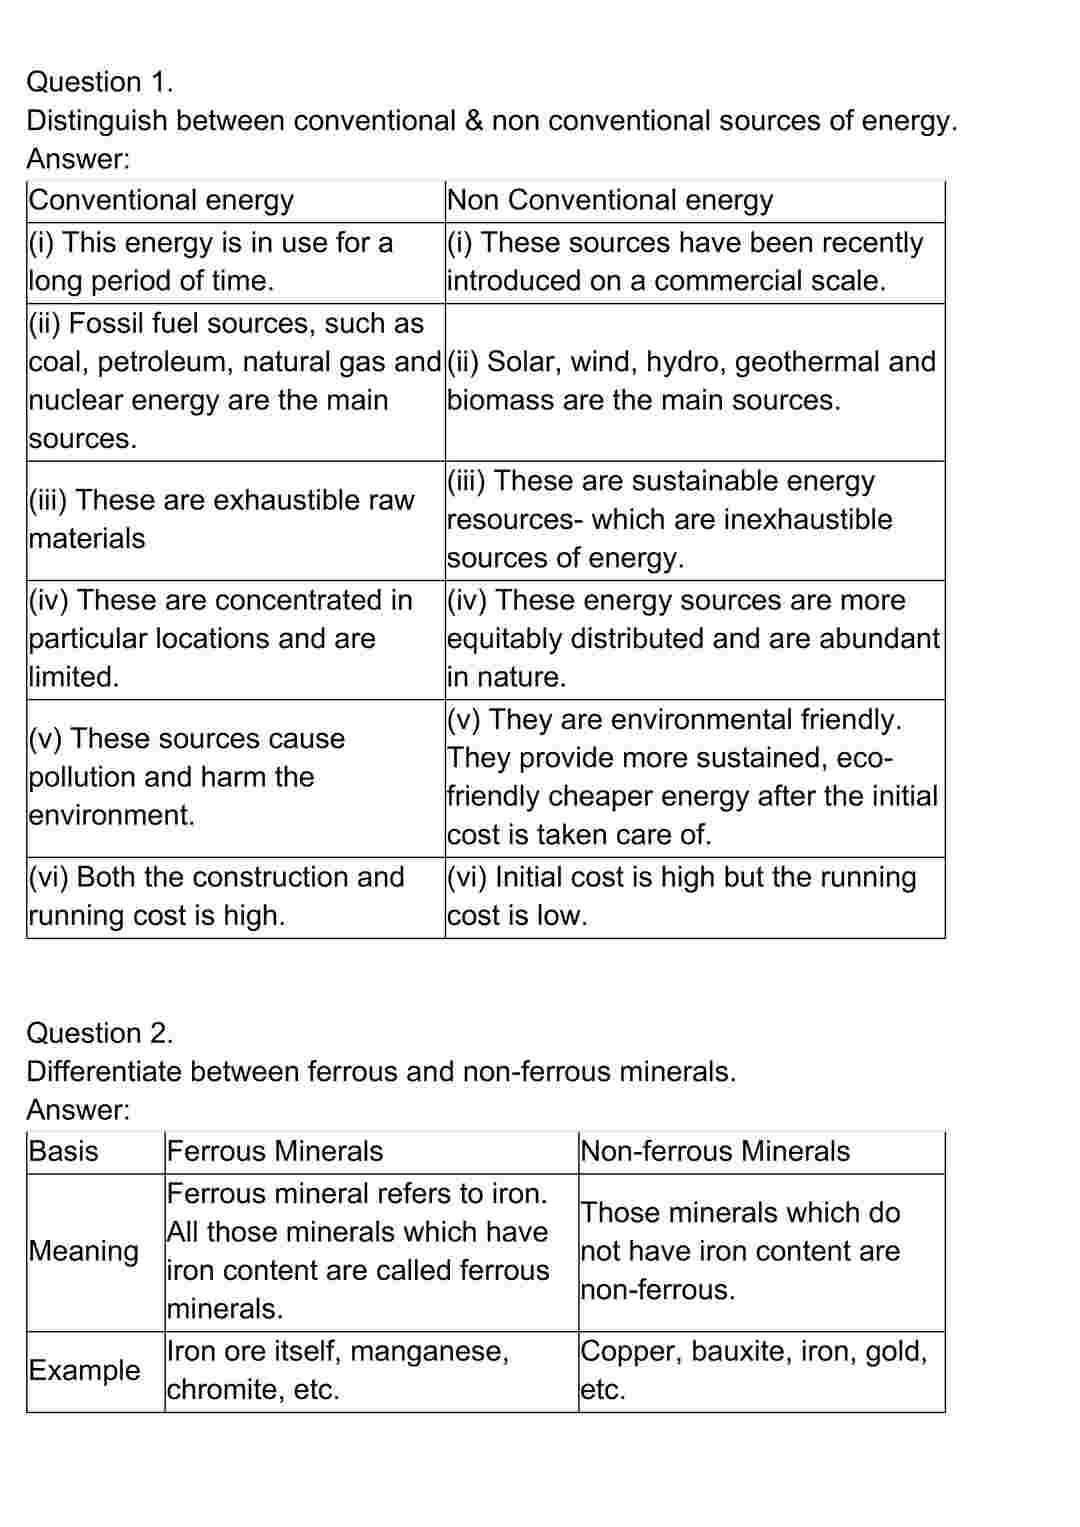 Question 1.
Distinguish between conventional & non conventional sources of energy.
Answer:
Conventional energy
Non Conventional energy
(i) This energy is in use for a
long period of time.
(i) These sources have been recently
introduced on a commercial scale.
(ii) Fossil fuel sources, such as
coal, petroleum, natural gas and
nuclear energy are the main
sources.
(ii) Solar, wind, hydro, geothermal and
biomass are the main sources.
(iii) These are exhaustible raw
materials
(iii) These are sustainable energy
resources- which are inexhaustible
sources of energy.
(iv) These are concentrated in
particular locations and are
limited.
(iv) These energy sources are more
equitably distributed and are abundant
in nature.
(v) These sources cause
pollution and harm the
environment.
(v) They are environmental friendly.
They provide more sustained, eco-
friendly cheaper energy after the initial
cost is taken care of.
(vi) Both the construction and
running cost is high.
(vi) Initial cost is high but the running
cost is low.
Question 2.
Differentiate between ferrous and non-ferrous minerals.
Answer:
Basis
Ferrous Minerals
Non-ferrous Minerals
Meaning
Ferrous mineral refers to iron.
All those minerals which have
iron content are called ferrous
minerals.
Those minerals which do
not have iron content are
non-ferrous.
Example
Iron ore itself, manganese,
chromite, etc.
Copper, bauxite, iron, gold,
etc.